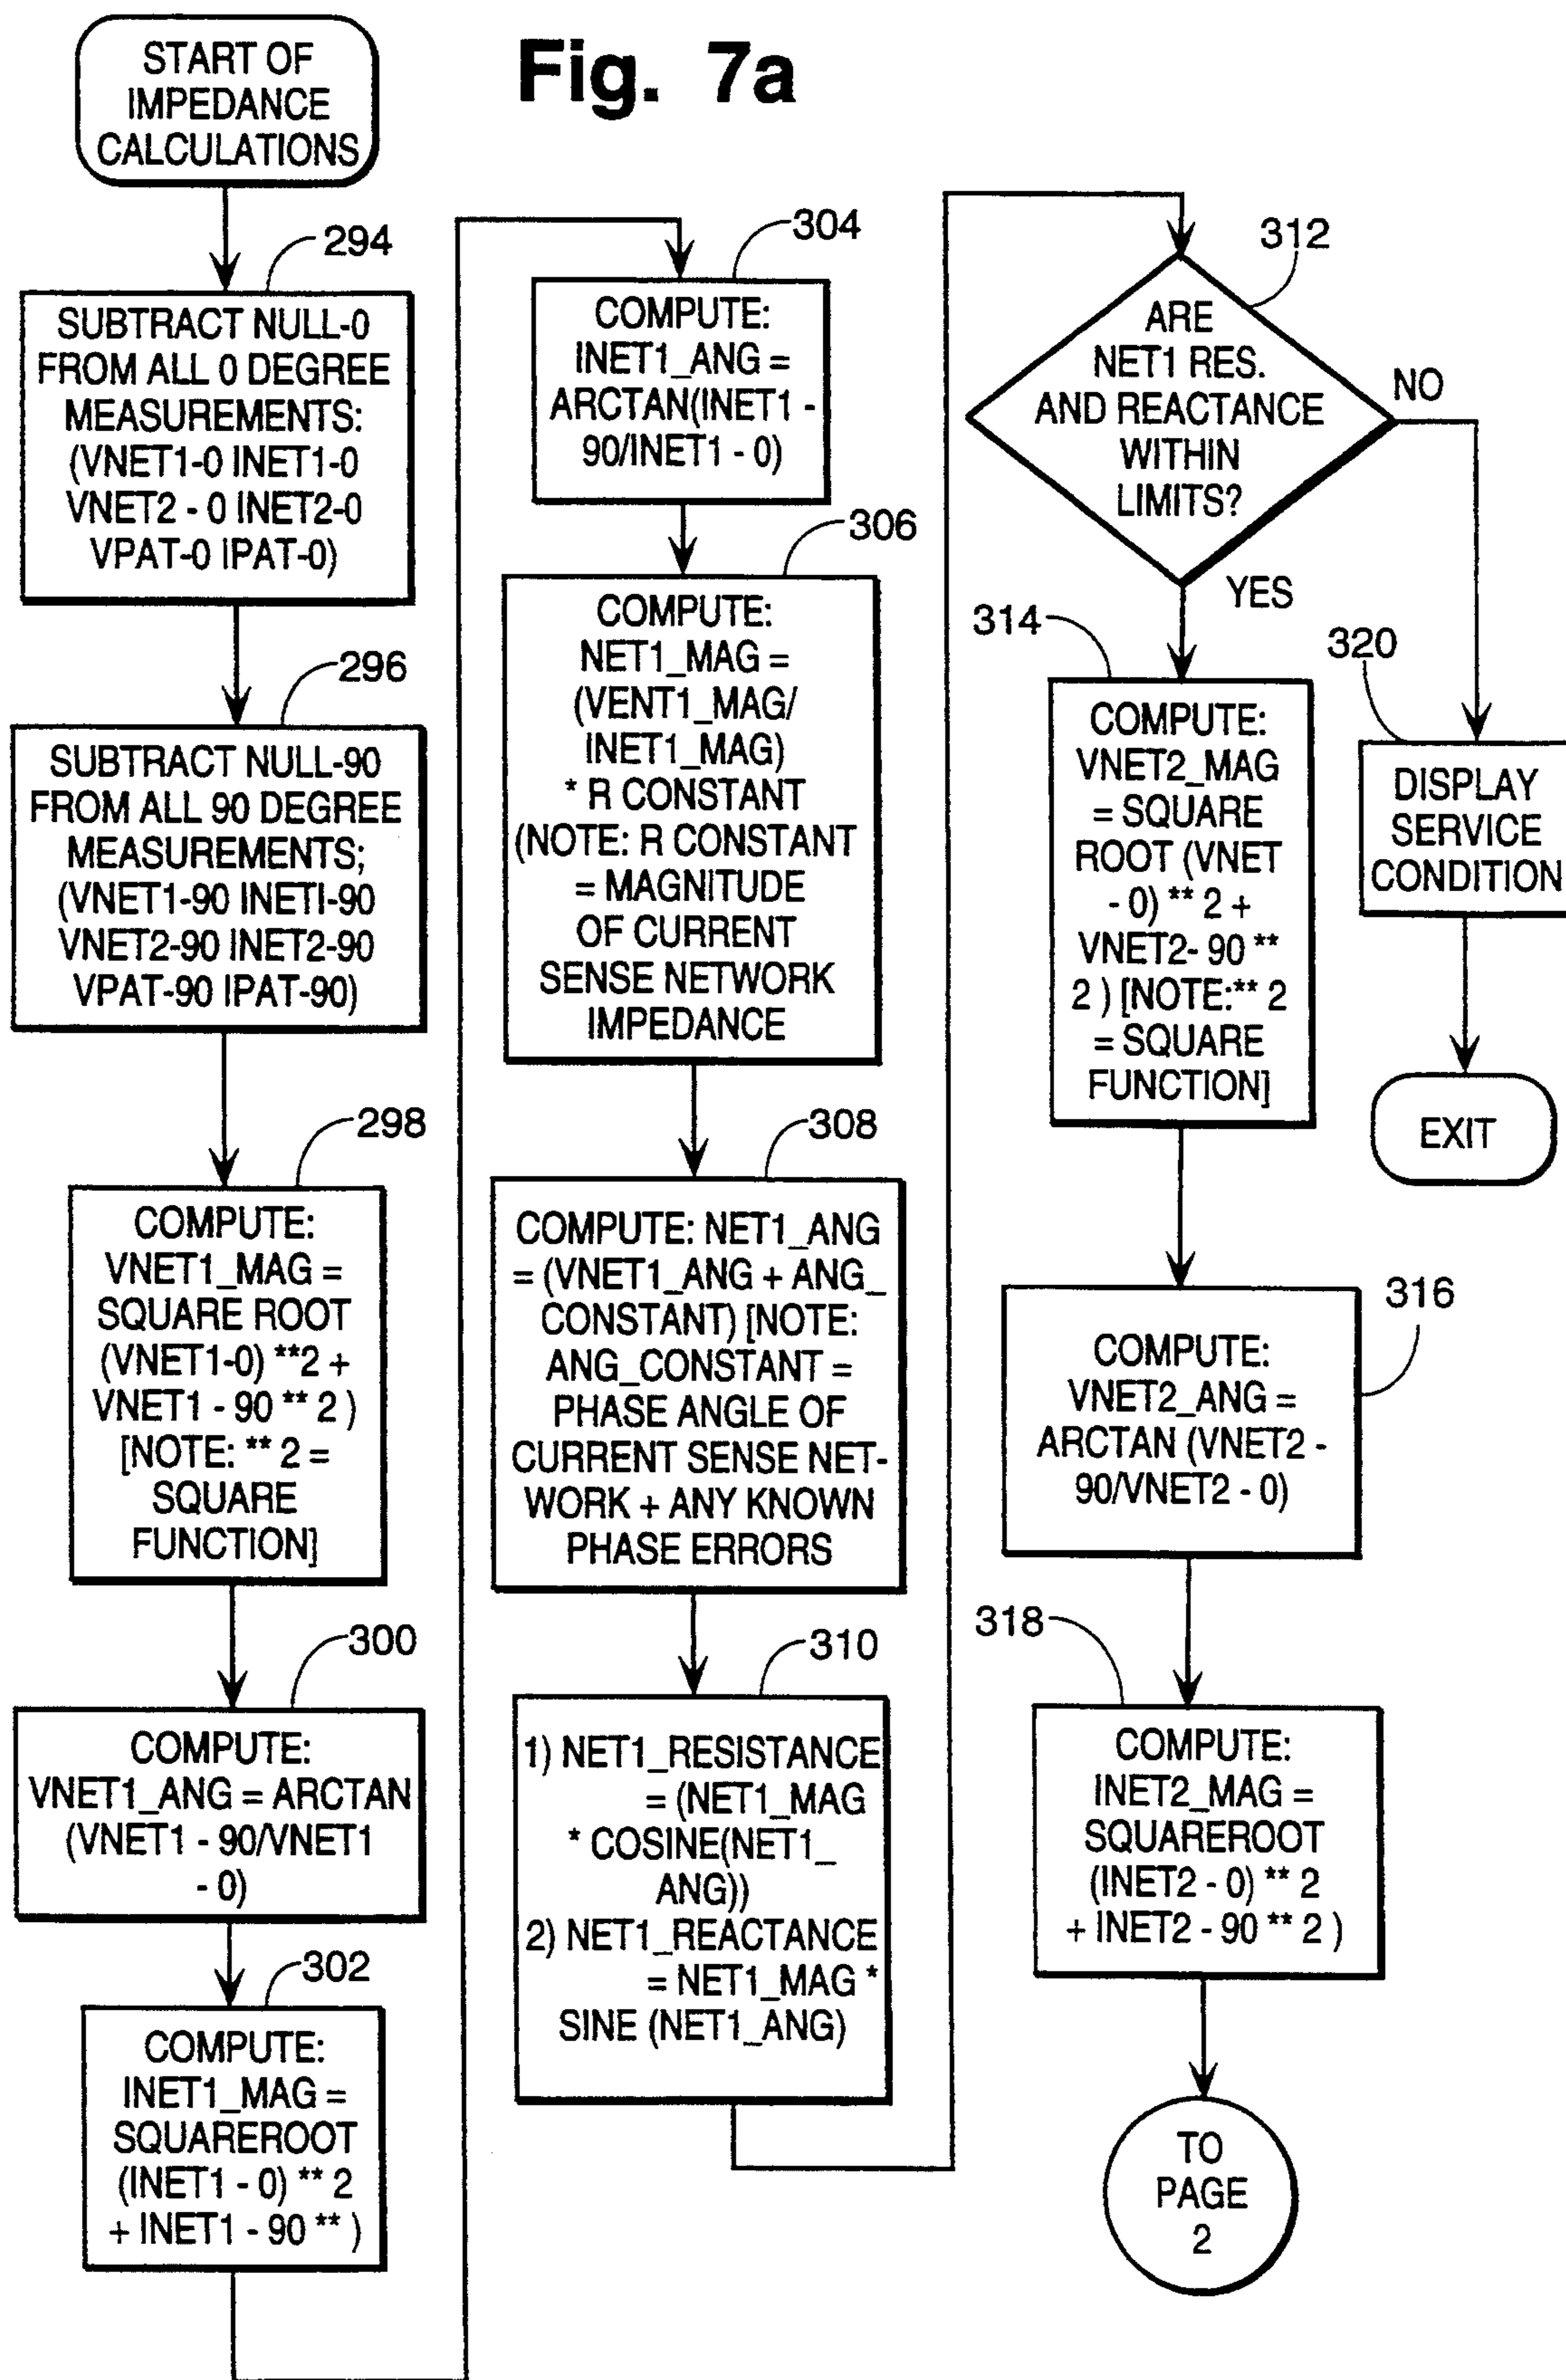 Fig. 7a
START OF
IMPEDANCE
CALCULATIONS
294
SUBTRACT NULL-0
FROM ALL 0 DEGREE
MEASUREMENTS:
(VNET1-0 INET1-0
VNET2 - 0 INET2-0
VPAT-0 IPAT-0)
296
SUBTRACT NULL-90
FROM ALL 90 DEGREE
MEASUREMENTS;
(VNET1-90 INETI-90
VNET2-90 INET2-90
VPAT-90 IPAT-90)
298
COMPUTE:
VNET1_MAG =
SQUARE ROOT
(VNET1-0) **2 +
VNET1 - 90 ** 2 )
[NOTE: ** 2 =
SQUARE
FUNCTION]
300
COMPUTE:
VNET1_ANG = ARCTAN
(VNET1 - 90/VNET1
- 0)
302
COMPUTE:
INET1_MAG =
SQUAREROOT
(INET1 - 0) ** 2
+ INET1 - 90 ** )
304
COMPUTE:
INET1_ANG =
ARCTAN(INET1 -
90/INET1 - 0)
306
COMPUTE:
NET1_MAG =
(VENT1_MAG/
INET1_MAG)
* R CONSTANT
(NOTE: R CONSTANT
= MAGNITUDE
OF CURRENT
SENSE NETWORK
IMPEDANCE
308
COMPUTE: NET1_ANG
= (VNET1_ANG + ANG_
CONSTANT) [NOTE:
ANG_CONSTANT =
PHASE ANGLE OF
CURRENT SENSE NET-
WORK + ANY KNOWN
PHASE ERRORS
310
1) NET1_RESISTANCE
= (NET1_MAG
* COSINE(NET1_
ANG))
2) NET1_REACTANCE
= NET1_MAG *
SINE (NET1_ANG)
312
ARE
NET1 RES.
AND REACTANCE
WITHIN
LIMITS?
NO
YES
314
COMPUTE:
VNET2_MAG
= SQUARE
ROOT (VNET
- 0) ** 2 +
VNET2- 90 **
2 ) [NOTE:** 2
= SQUARE
FUNCTION]
320
DISPLAY
SERVICE
CONDITION
EXIT
316
COMPUTE:
VNET2_ANG =
ARCTAN (VNET2 -
90/VNET2 - 0)
318
COMPUTE:
INET2_MAG =
SQUAREROOT
(INET2 - 0) ** 2
+ INET2 - 90 ** 2 )
TO
PAGE
2